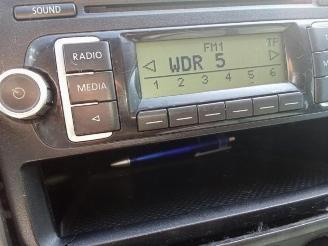 SOUND
RADIO
MEDIA
FM1 TP
WDR 5
1 2 3 4 5 6